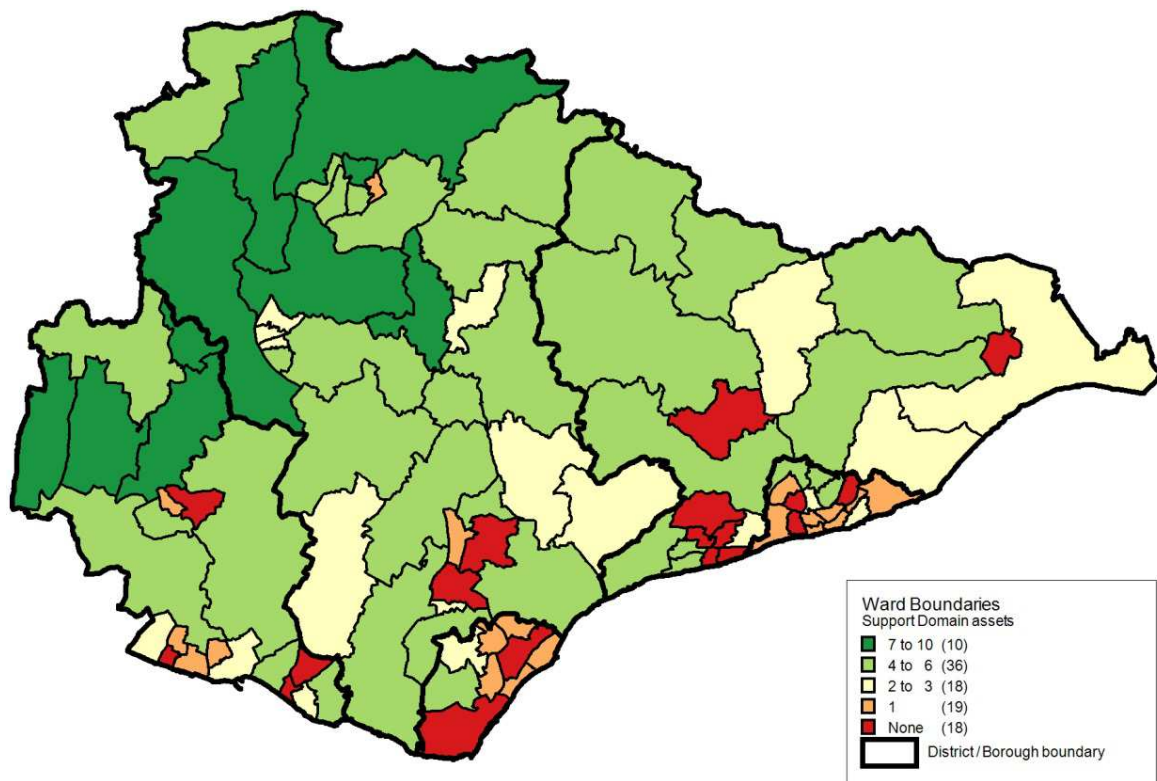 Ward Boundaries
Support Domain assets
7 to 10 (10)
4 to 6 (36)
2 to 3 (18)
1 (19)
None (18)
District / Borough boundary